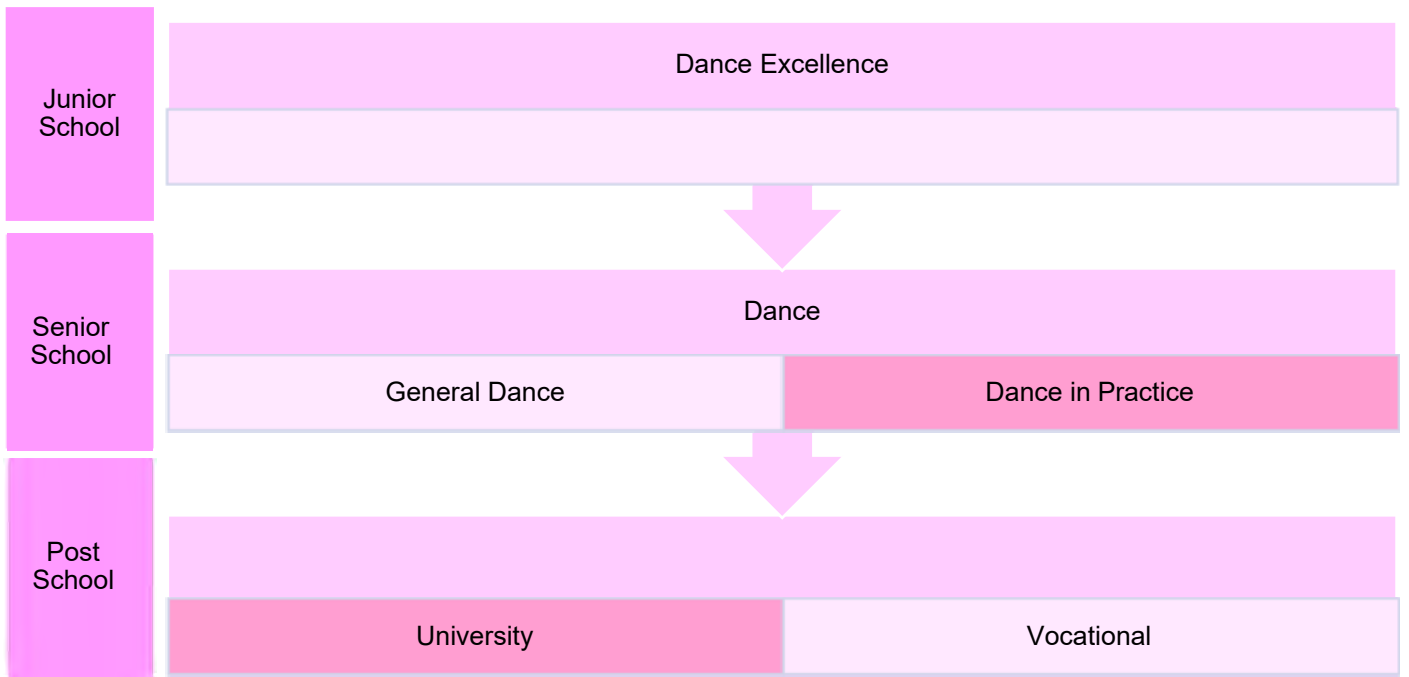 Junior
School
Dance Excellence
Senior
School
Dance
General Dance
Dance in Practice
Post
School
University
Vocational